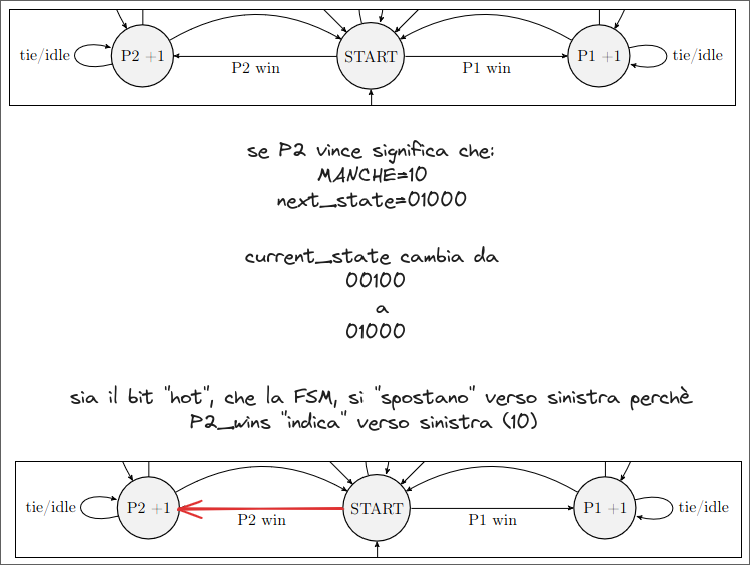 tie/idle P2 +1 START P1 +1 tie/idle
P2 win P1 win
se P2 vince significa che:
MANCHE=10
next_state=01000
current_state cambia da
00100
a
01000
sia il bit "hot", che la FSM, si "spostano" verso sinistra perchè
P2_wins "indica" verso sinistra (10)
tie/idle P2 +1 START P1 +1 tie/idle
P2 win P1 win